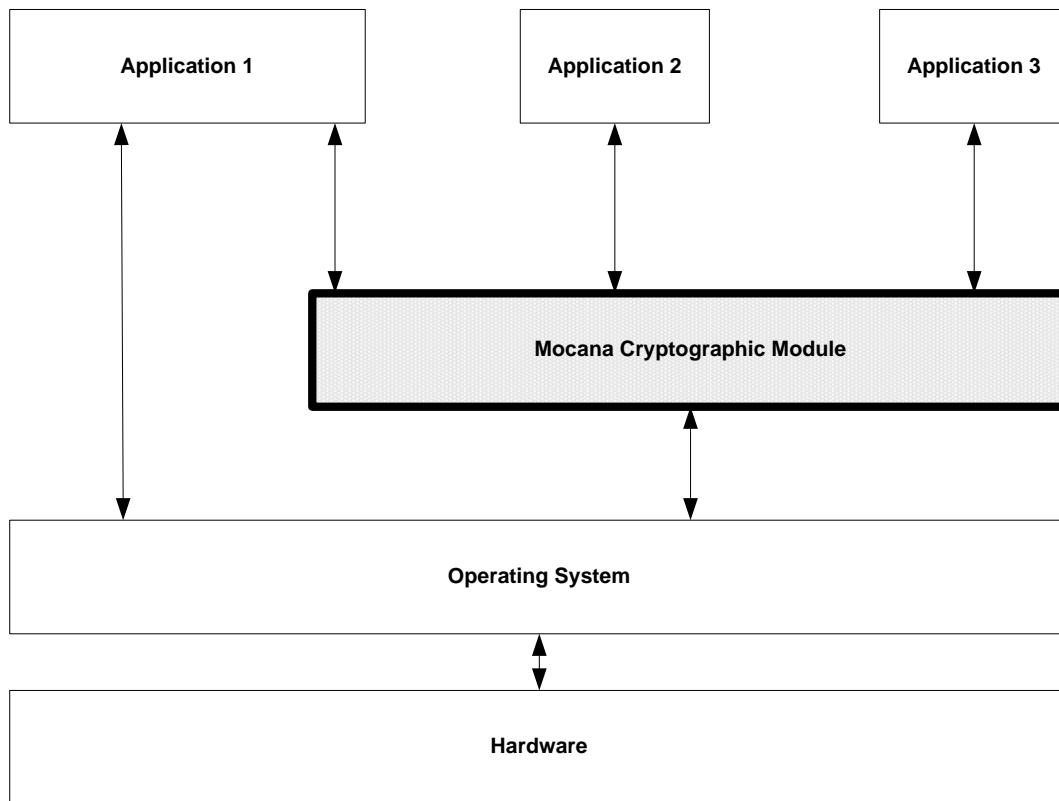 Application 1
Application 2
Application 3
Mocana Cryptographic Module
Operating System
Hardware